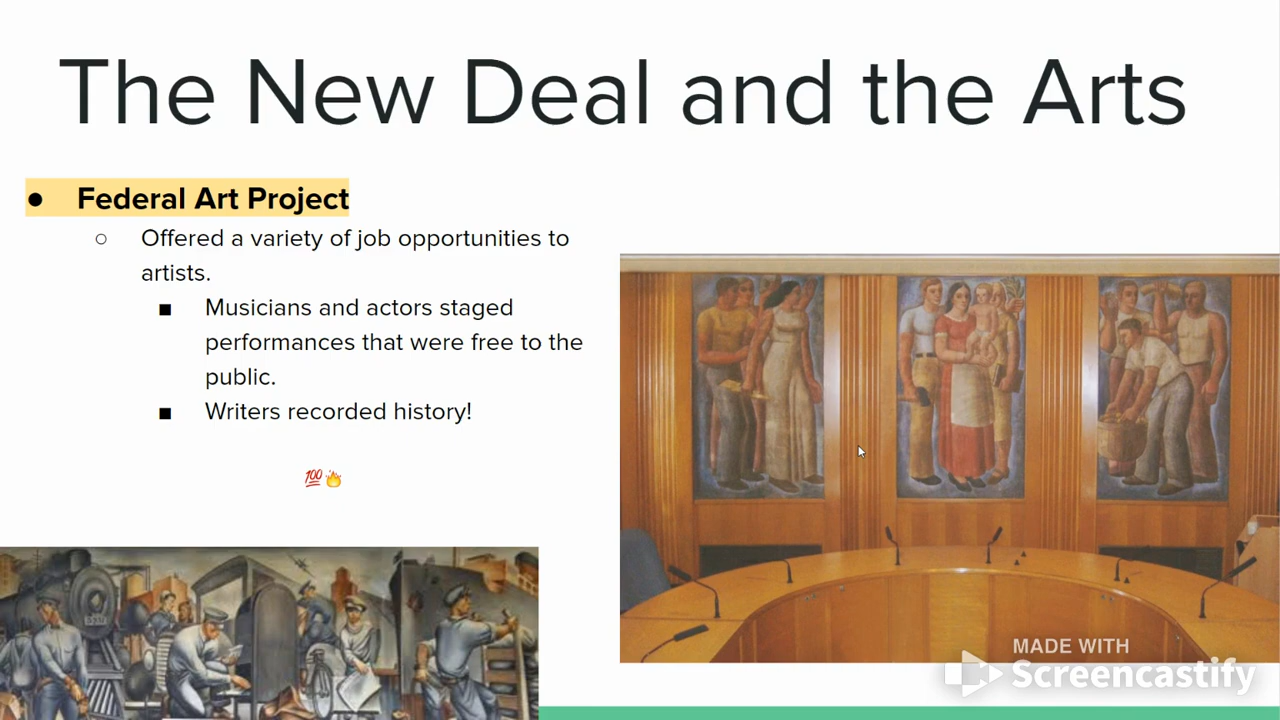 The New Deal and the Arts
● Federal Art Project
○ Offered a variety of job opportunities to
artists.
■ Musicians and actors staged
performances that were free to the
public.
■ Writers recorded history!
💯🔥
MADE WITH
Screencastify